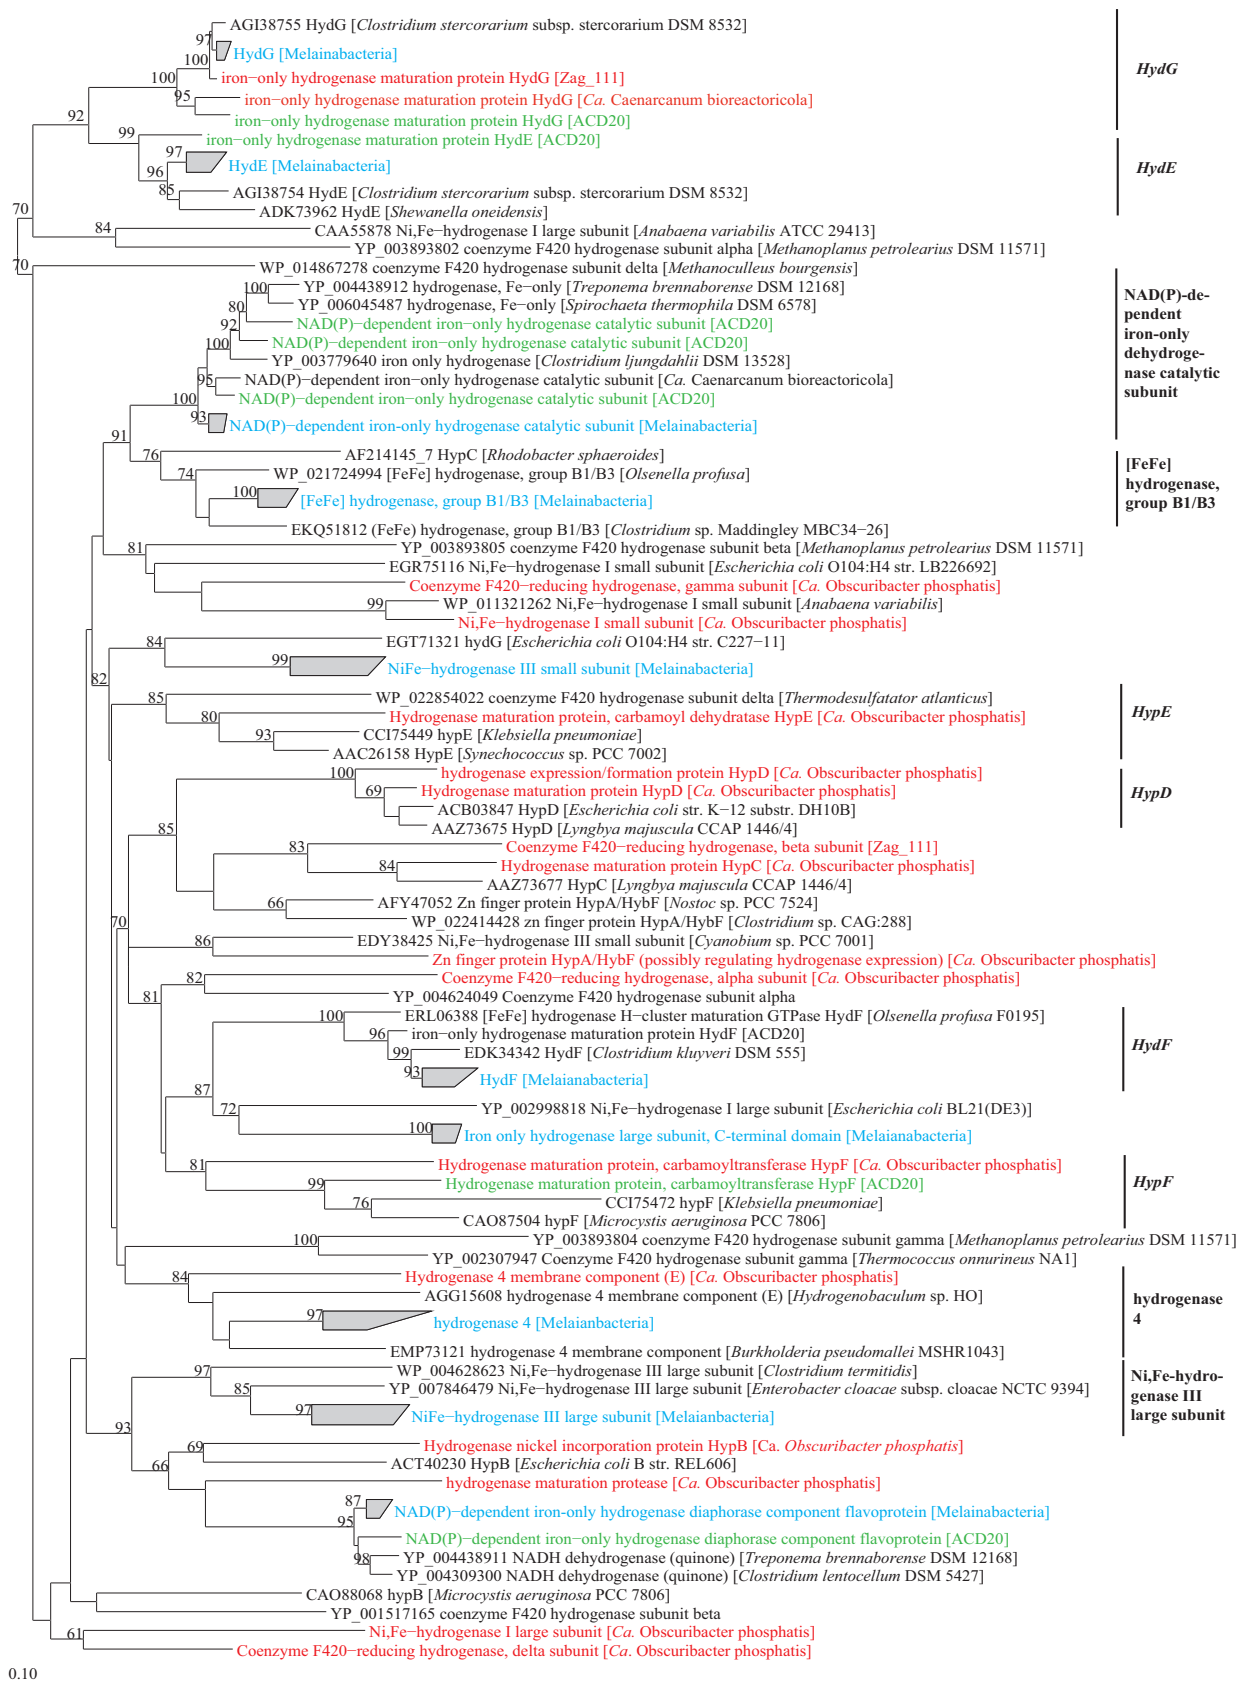 AGI38755 HydG [Clostridium stercorarium subsp. stercorarium DSM 8532]
97
HydG [Melainabacteria]
100
HydG
iron−only hydrogenase maturation protein HydG [Zag_111]
100
95
iron−only hydrogenase maturation protein HydG [Ca. Caenarcanum bioreactoricola]
92
iron−only hydrogenase maturation protein HydG [ACD20]
99
iron−only hydrogenase maturation protein HydE [ACD20]
97
HydE [Melainabacteria]
HydE
96
85
AGI38754 HydE [Clostridium stercorarium subsp. stercorarium DSM 8532]
70
ADK73962 HydE [Shewanella oneidensis]
84
CAA55878 Ni,Fe−hydrogenase I large subunit [Anabaena variabilis ATCC 29413]
YP_003893802 coenzyme F420 hydrogenase subunit alpha [Methanoplanus petrolearius DSM 11571]
70
WP_014867278 coenzyme F420 hydrogenase subunit delta [Methanoculleus bourgensis]
100
YP_004438912 hydrogenase, Fe−only [Treponema brennaborense DSM 12168]
NAD(P)-de-
pendent
iron-only
dehydroge-
nase catalytic
subunit
80
YP_006045487 hydrogenase, Fe−only [Spirochaeta thermophila DSM 6578]
92
NAD(P)−dependent iron−only hydrogenase catalytic subunit [ACD20]
100
NAD(P)−dependent iron−only hydrogenase catalytic subunit [ACD20]
YP_003779640 iron only hydrogenase [Clostridium ljungdahlii DSM 13528]
95
NAD(P)−dependent iron−only hydrogenase catalytic subunit [Ca. Caenarcanum bioreactoricola]
100
NAD(P)−dependent iron−only hydrogenase catalytic subunit [ACD20]
93
NAD(P)−dependent iron-only hydrogenase catalytic subunit [Melainabacteria]
91
76
AF214145_7 HypC [Rhodobacter sphaeroides]
[FeFe]
hydrogenase,
group B1/B3
74
WP_021724994 [FeFe] hydrogenase, group B1/B3 [Olsenella profusa]
100
[FeFe] hydrogenase, group B1/B3 [Melainabacteria]
EKQ51812 (FeFe) hydrogenase, group B1/B3 [Clostridium sp. Maddingley MBC34−26]
81
YP_003893805 coenzyme F420 hydrogenase subunit beta [Methanoplanus petrolearius DSM 11571]
EGR75116 Ni,Fe−hydrogenase I small subunit [Escherichia coli O104:H4 str. LB226692]
Coenzyme F420−reducing hydrogenase, gamma subunit [Ca. Obscuribacter phosphatis]
99
WP_011321262 Ni,Fe−hydrogenase I small subunit [Anabaena variabilis]
Ni,Fe−hydrogenase I small subunit [Ca. Obscuribacter phosphatis]
84
EGT71321 hydG [Escherichia coli O104:H4 str. C227−11]
99
NiFe−hydrogenase III small subunit [Melainabacteria]
82
85
WP_022854022 coenzyme F420 hydrogenase subunit delta [Thermodesulfatator atlanticus]
80
Hydrogenase maturation protein, carbamoyl dehydratase HypE [Ca. Obscuribacter phosphatis]
HypE
93
CCI75449 hypE [Klebsiella pneumoniae]
AAC26158 HypE [Synechococcus sp. PCC 7002]
100
hydrogenase expression/formation protein HypD [Ca. Obscuribacter phosphatis]
69
Hydrogenase maturation protein HypD [Ca. Obscuribacter phosphatis]
HypD
ACB03847 HypD [Escherichia coli str. K−12 substr. DH10B]
85
AAZ73675 HypD [Lyngbya majuscula CCAP 1446/4]
83
Coenzyme F420−reducing hydrogenase, beta subunit [Zag_111]
84
Hydrogenase maturation protein HypC [Ca. Obscuribacter phosphatis]
AAZ73677 HypC [Lyngbya majuscula CCAP 1446/4]
66
AFY47052 Zn finger protein HypA/HybF [Nostoc sp. PCC 7524]
70
WP_022414428 zn finger protein HypA/HybF [Clostridium sp. CAG:288]
86
EDY38425 Ni,Fe−hydrogenase III small subunit [Cyanobium sp. PCC 7001]
Zn finger protein HypA/HybF (possibly regulating hydrogenase expression) [Ca. Obscuribacter phosphatis]
82
Coenzyme F420−reducing hydrogenase, alpha subunit [Ca. Obscuribacter phosphatis]
81
YP_004624049 Coenzyme F420 hydrogenase subunit alpha
100
ERL06388 [FeFe] hydrogenase H−cluster maturation GTPase HydF [Olsenella profusa F0195]
96
iron−only hydrogenase maturation protein HydF [ACD20]
HydF
99
EDK34342 HydF [Clostridium kluyveri DSM 555]
93
HydF [Melaianabacteria]
87
72
YP_002998818 Ni,Fe−hydrogenase I large subunit [Escherichia coli BL21(DE3)]
100
Iron only hydrogenase large subunit, C-terminal domain [Melaianabacteria]
81
Hydrogenase maturation protein, carbamoyltransferase HypF [Ca. Obscuribacter phosphatis]
99
Hydrogenase maturation protein, carbamoyltransferase HypF [ACD20]
HypF
76
CCI75472 hypF [Klebsiella pneumoniae]
CAO87504 hypF [Microcystis aeruginosa PCC 7806]
100
YP_003893804 coenzyme F420 hydrogenase subunit gamma [Methanoplanus petrolearius DSM 11571]
YP_002307947 Coenzyme F420 hydrogenase subunit gamma [Thermococcus onnurineus NA1]
84
Hydrogenase 4 membrane component (E) [Ca. Obscuribacter phosphatis]
AGG15608 hydrogenase 4 membrane component (E) [Hydrogenobaculum sp. HO]
hydrogenase
4
97
hydrogenase 4 [Melaianbacteria]
EMP73121 hydrogenase 4 membrane component [Burkholderia pseudomallei MSHR1043]
97
WP_004628623 Ni,Fe−hydrogenase III large subunit [Clostridium termitidis]
Ni,Fe-hydro-
genase III
large subunit
85
YP_007846479 Ni,Fe−hydrogenase III large subunit [Enterobacter cloacae subsp. cloacae NCTC 9394]
97
NiFe−hydrogenase III large subunit [Melaianbacteria]
93
69
Hydrogenase nickel incorporation protein HypB [Ca. Obscuribacter phosphatis]
66
ACT40230 HypB [Escherichia coli B str. REL606]
hydrogenase maturation protease [Ca. Obscuribacter phosphatis]
87
NAD(P)−dependent iron-only hydrogenase diaphorase component flavoprotein [Melainabacteria]
95
NAD(P)−dependent iron−only hydrogenase diaphorase component flavoprotein [ACD20]
98
YP_004438911 NADH dehydrogenase (quinone) [Treponema brennaborense DSM 12168]
YP_004309300 NADH dehydrogenase (quinone) [Clostridium lentocellum DSM 5427]
CAO88068 hypB [Microcystis aeruginosa PCC 7806]
YP_001517165 coenzyme F420 hydrogenase subunit beta
61
Ni,Fe−hydrogenase I large subunit [Ca. Obscuribacter phosphatis]
Coenzyme F420−reducing hydrogenase, delta subunit [Ca. Obscuribacter phosphatis]
0.10